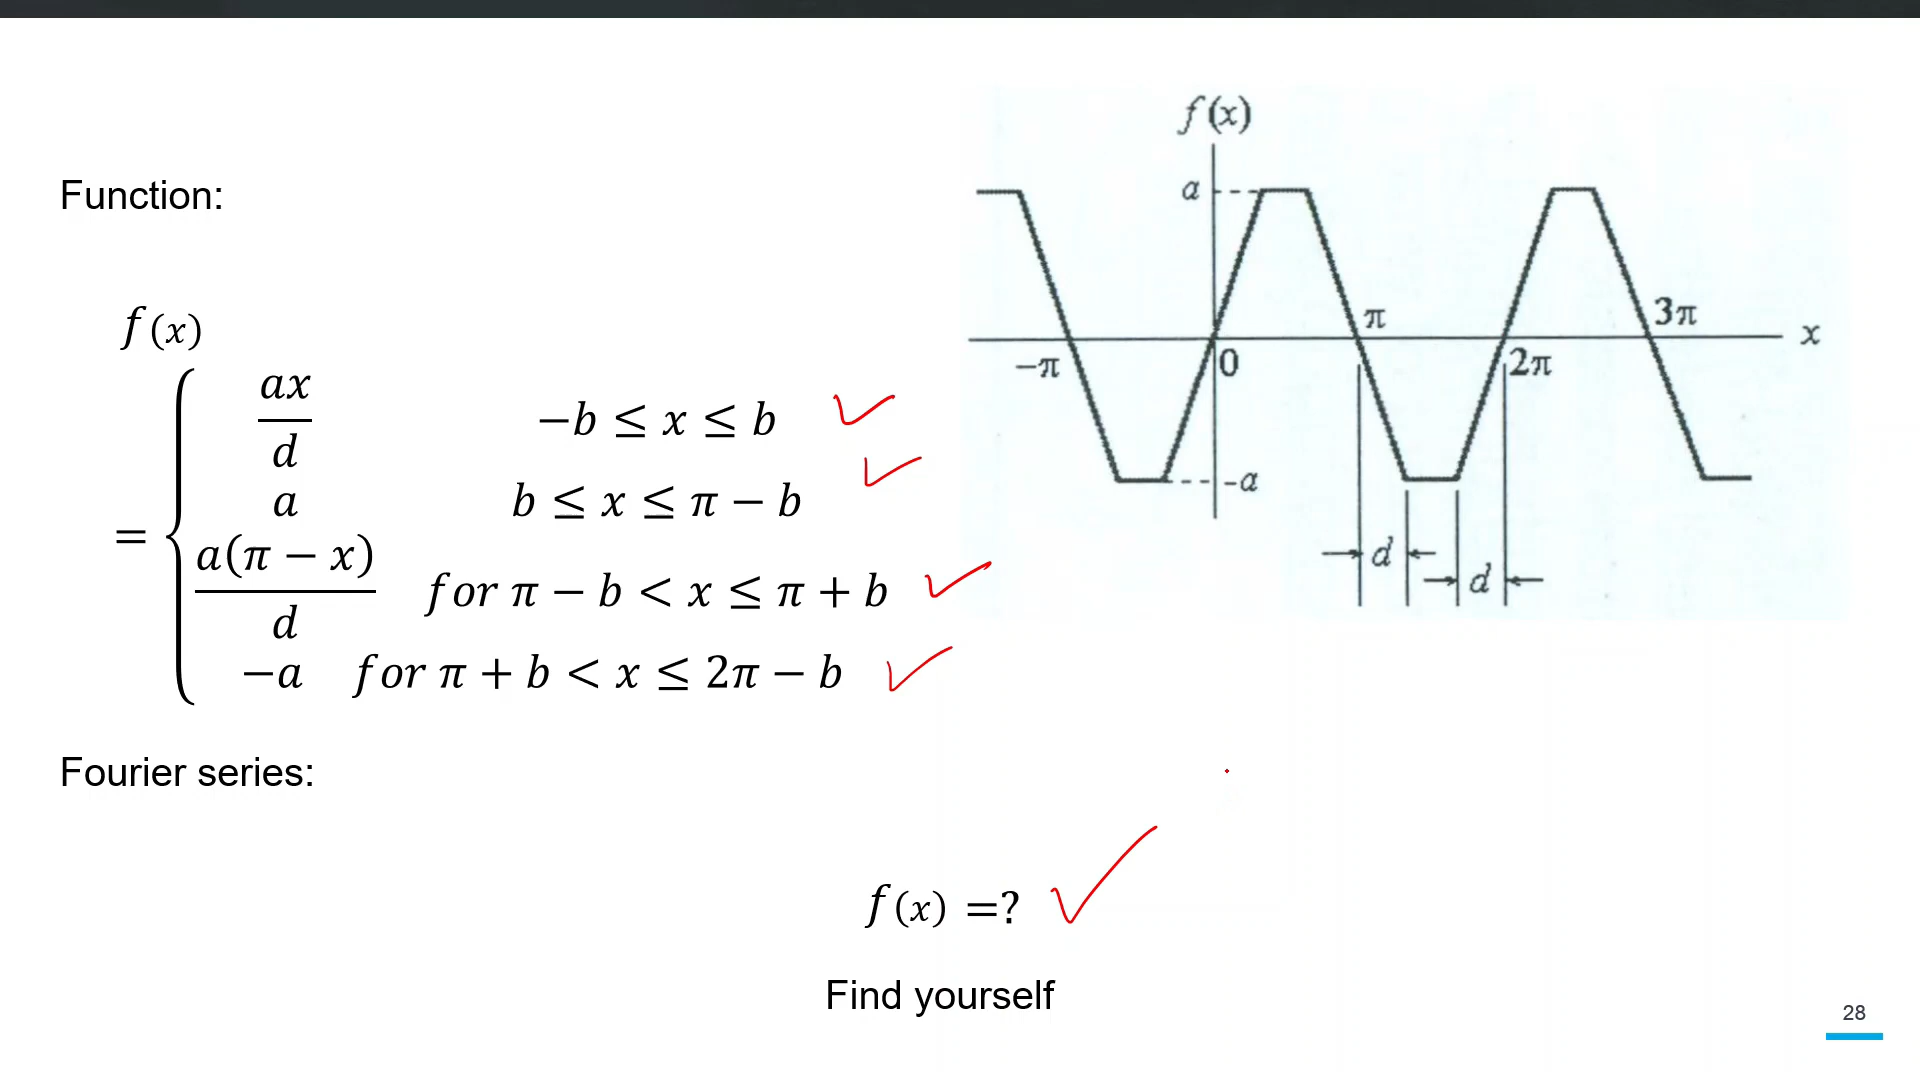 Function:
f(x)
= { ax/d −b ≤ x ≤ b
a b ≤ x ≤ π − b
a(π − x)/d for π − b < x ≤ π + b
−a for π + b < x ≤ 2π − b
Fourier series:
f(x) =?
Find yourself
f(x)
a
π
3π
x
−π
0
2π
-a
d
d
28